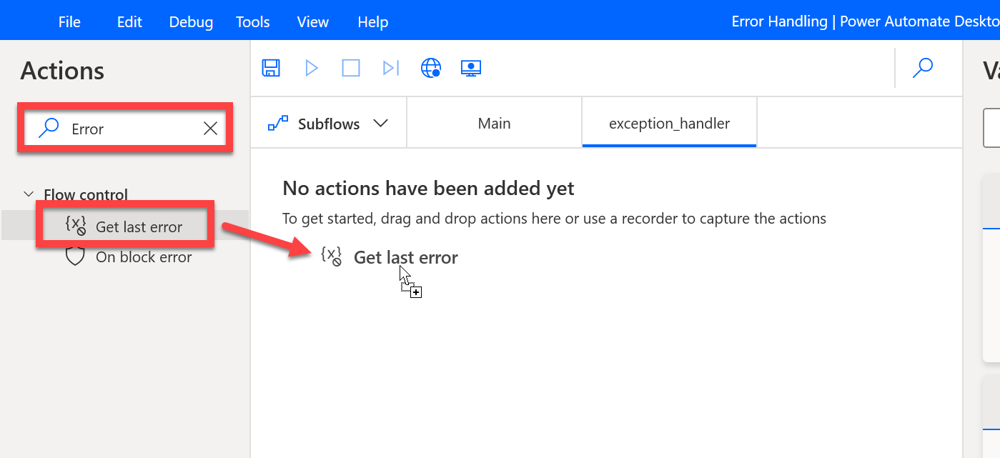 File Edit Debug Tools View Help Error Handling | Power Automate Deskto
Actions
Error
Flow control
Get last error
On block error
Subflows Main exception_handler
No actions have been added yet
To get started, drag and drop actions here or use a recorder to capture the actions
{x} Get last error
Va